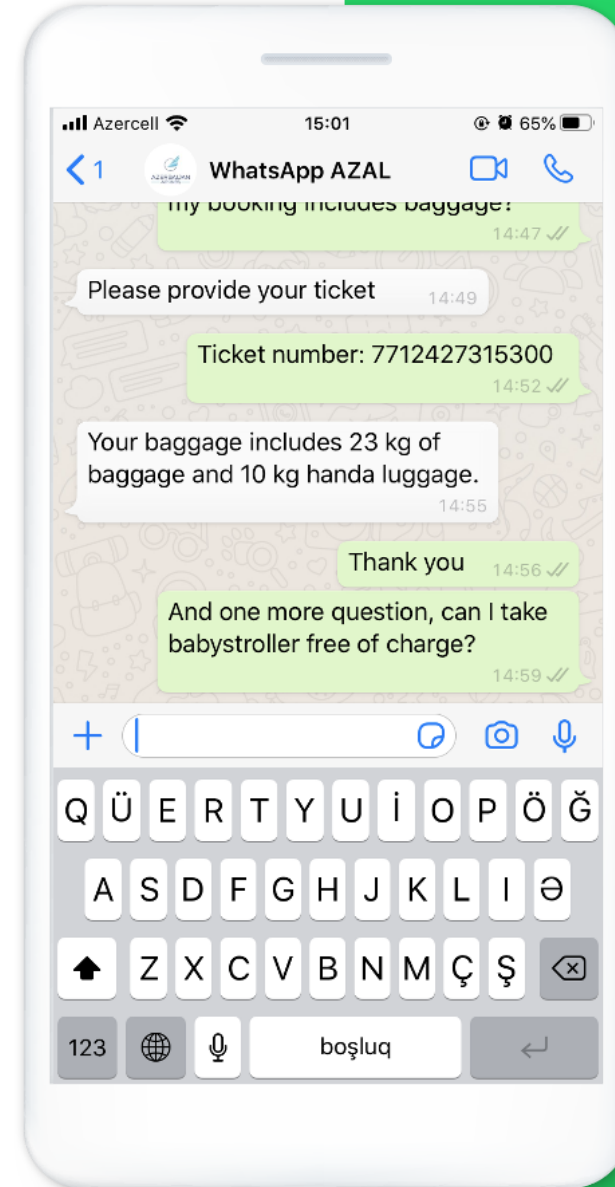 Azercell 15:01 65%
1 WhatsApp AZAL
my booking includes baggage?
14:47
Please provide your ticket 14:49
Ticket number: 7712427315300
14:52
Your baggage includes 23 kg of
baggage and 10 kg handa luggage.
14:55
Thank you 14:56
And one more question, can I take
babystroller free of charge?
14:59
Q Ü E R T Y U İ O P Ö Ğ
A S D F G H J K L I Ə
Z X C V B N M Ç Ş
123 boşluq